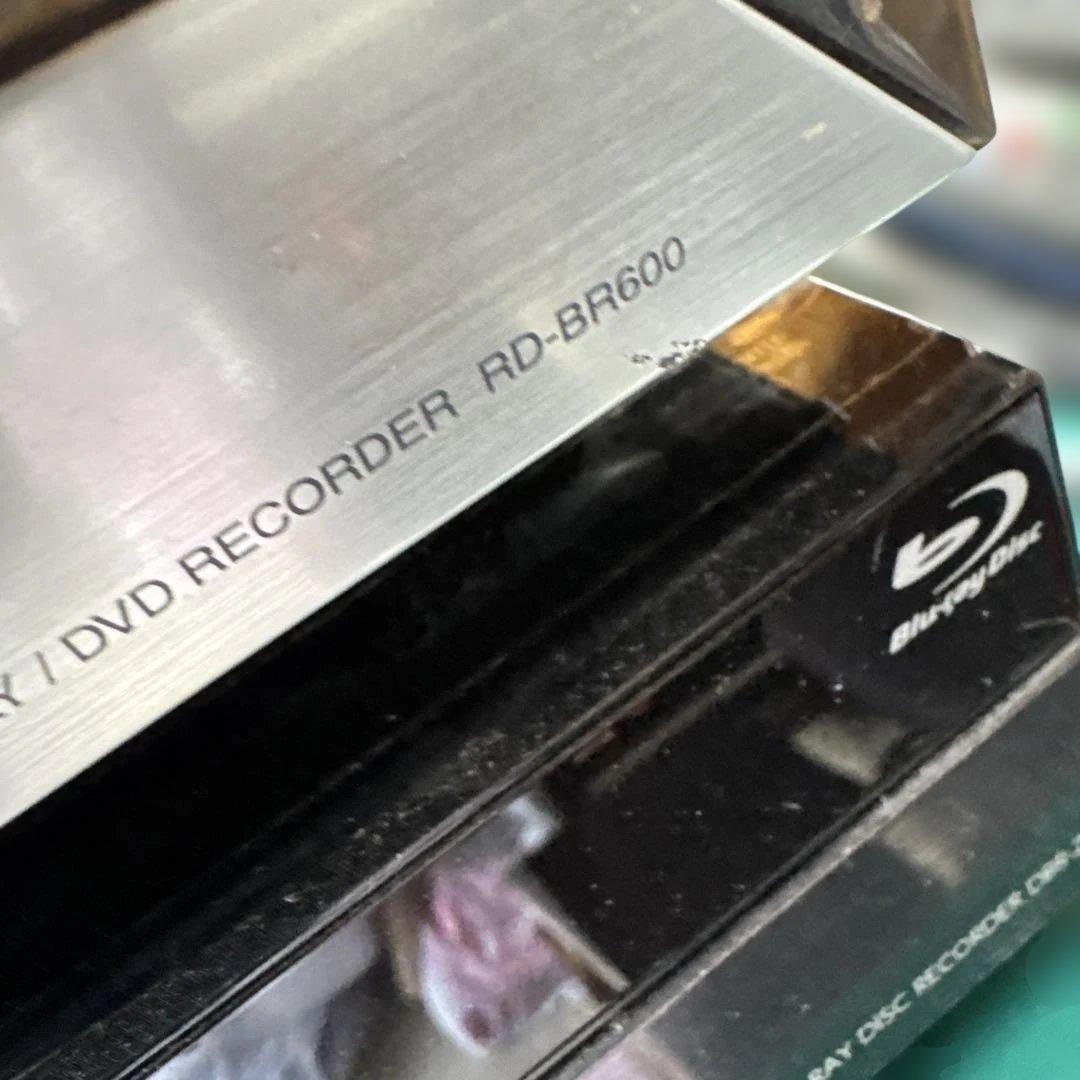 Y / DVD RECORDER RD-BR600
Blu-ray Disc
RAY DISC RECORDER